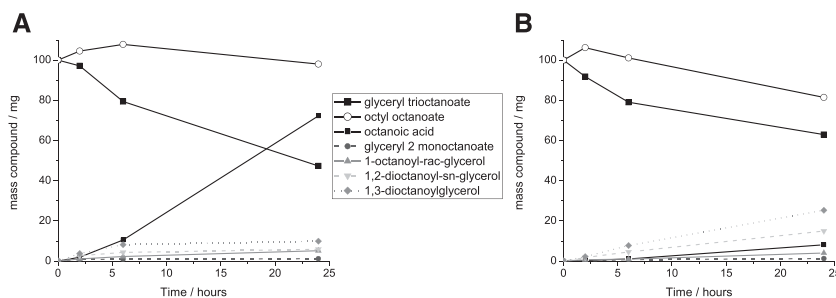 A
B
mass compound / mg
100
80
60
40
20
0
0 5 10 15 20 25
Time / hours
glyceryl trioctanoate
octyl octanoate
octanoic acid
glyceryl 2 monoctanoate
1-octanoyl-rac-glycerol
1,2-dioctanoyl-sn-glycerol
1,3-dioctanoylglycerol
mass compound / mg
100
80
60
40
20
0
0 5 10 15 20 25
Time / hours